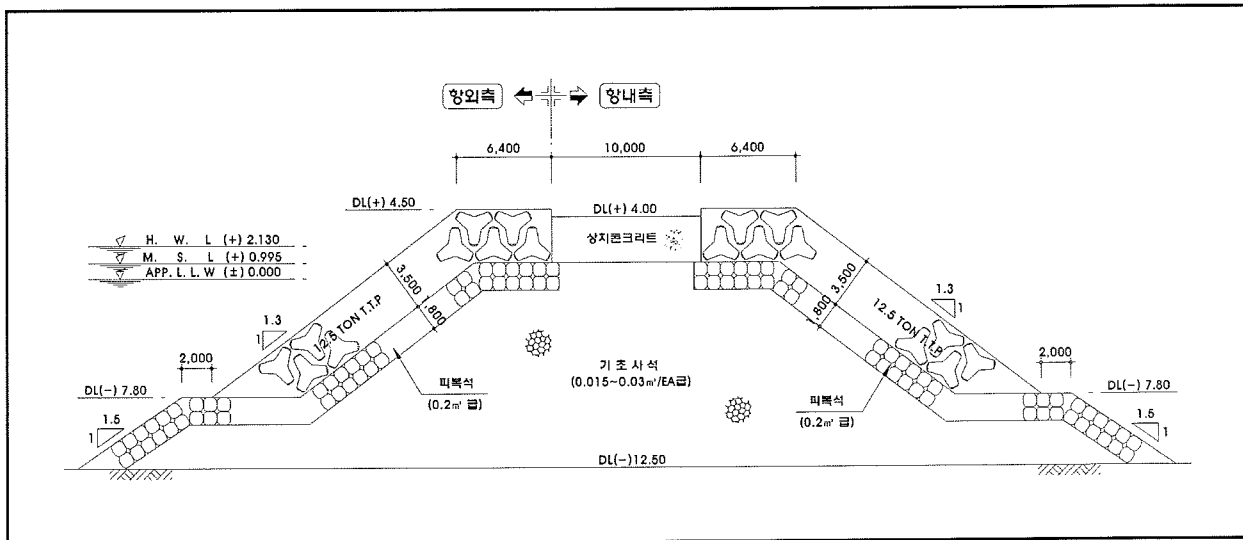 항외측
항내측
6,400
10,000
6,400
DL(+) 4.50
DL(+) 4.00
상치콘크리트
H. W. L (+) 2.130
M. S. L (+) 0.995
APP. L. L. W (±) 0.000
3,500
1,800
12.5 TON T.T.P
1.3
1
3,500
1,800
12.5 TON T.T.P
1.3
1
2,000
2,000
DL(-) 7.80
DL(-) 7.80
기초사석
(0.015~0.03㎥/EA급)
피복석
(0.2㎥ 급)
피복석
(0.2㎥ 급)
1.5
1
1.5
1
DL(-)12.50